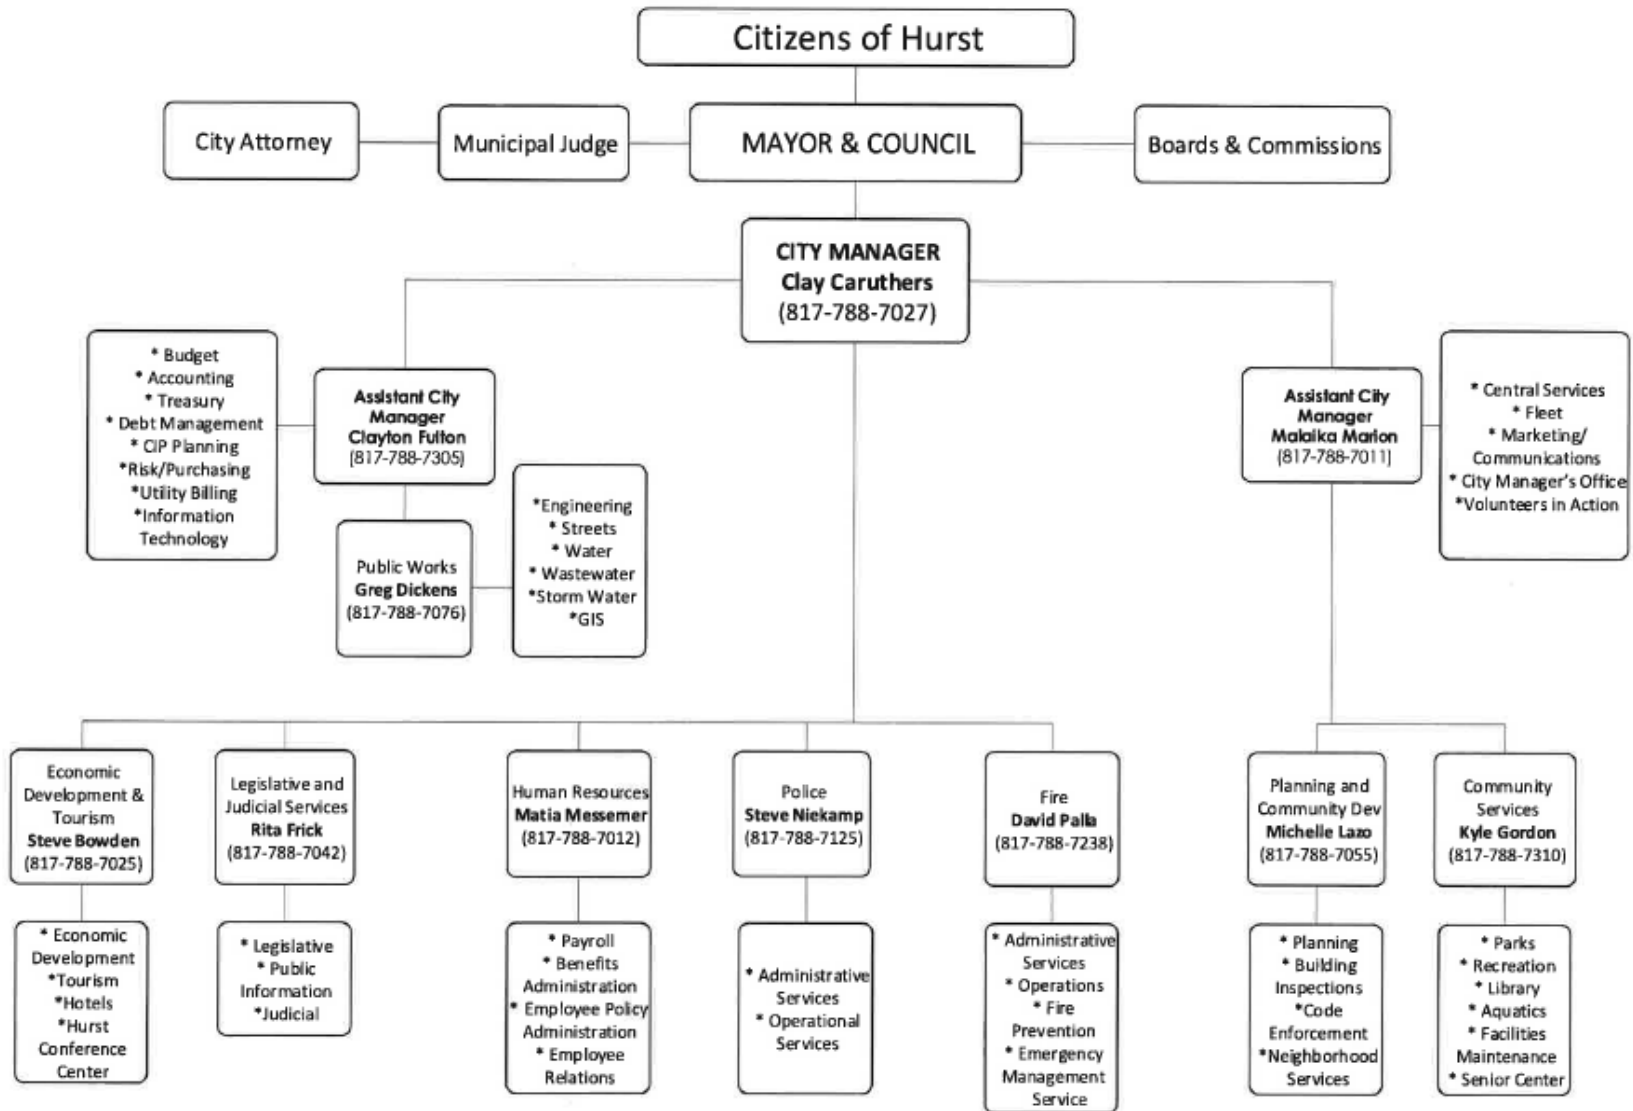 Citizens of Hurst
City Attorney
Municipal Judge
MAYOR & COUNCIL
Boards & Commissions
CITY MANAGER
Clay Caruthers
(817-788-7027)
* Budget
* Accounting
* Treasury
* Debt Management
* CIP Planning
*Risk/Purchasing
*Utility Billing
*Information
Technology
Assistant City
Manager
Clayton Fulton
(817-788-7305)
Public Works
Greg Dickens
(817-788-7076)
*Engineering
* Streets
* Water
* Wastewater
*Storm Water
*GIS
Assistant City
Manager
Malaika Marion
(817-788-7011)
* Central Services
* Fleet
* Marketing/
Communications
* City Manager's Office
*Volunteers in Action
Economic
Development &
Tourism
Steve Bowden
(817-788-7025)
Legislative and
Judicial Services
Rita Frick
(817-788-7042)
Human Resources
Matia Messemer
(817-788-7012)
Police
Steve Niekamp
(817-788-7125)
Fire
David Palla
(817-788-7238)
Planning and
Community Dev
Michelle Lazo
(817-788-7055)
Community
Services
Kyle Gordon
(817-788-7310)
* Economic
Development
*Tourism
*Hotels
*Hurst
Conference
Center
* Legislative
* Public
Information
*Judicial
* Payroll
* Benefits
Administration
* Employee Policy
Administration
* Employee
Relations
* Administrative
Services
* Operational
Services
* Administrative
Services
* Operations
* Fire
Prevention
* Emergency
Management
Service
* Planning
* Building
Inspections
*Code
Enforcement
*Neighborhood
Services
* Parks
* Recreation
* Library
* Aquatics
* Facilities
Maintenance
* Senior Center